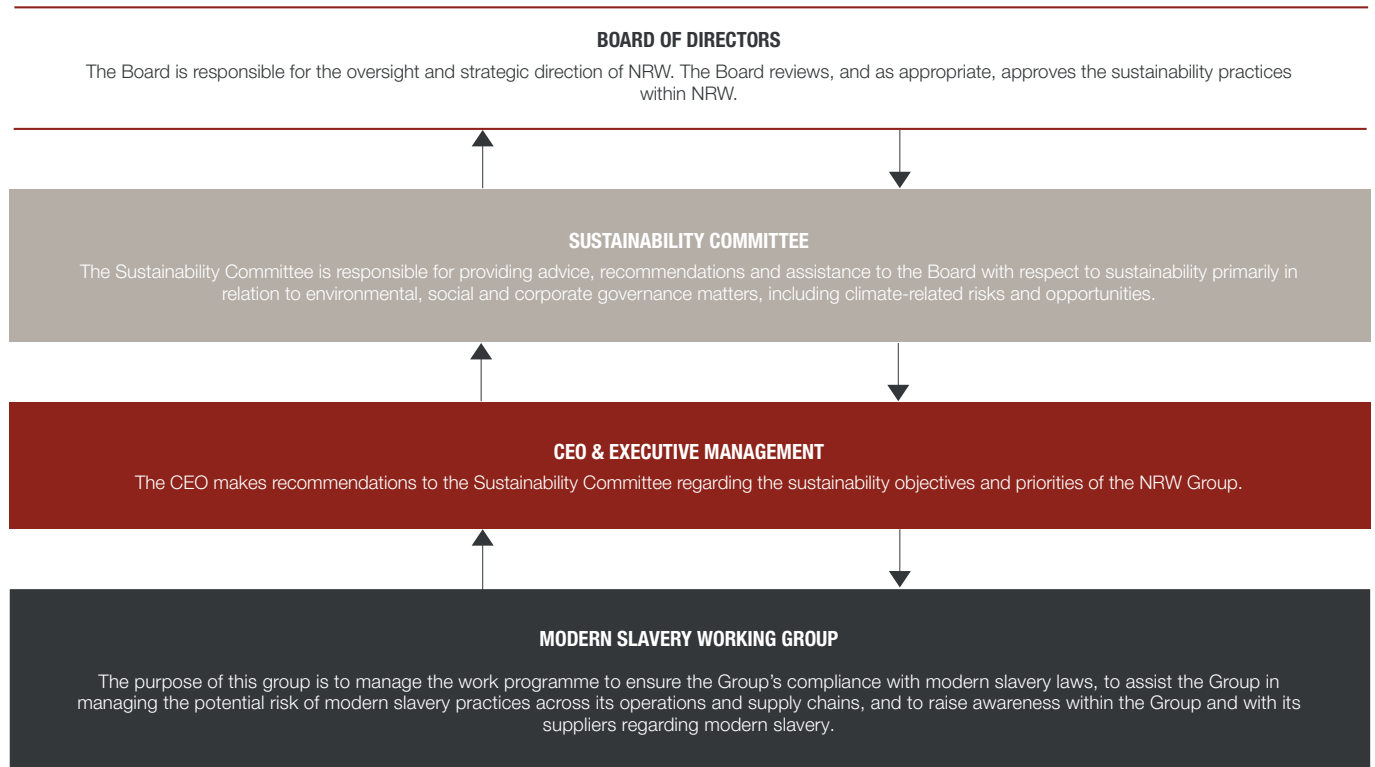 BOARD OF DIRECTORS
The Board is responsible for the oversight and strategic direction of NRW. The Board reviews, and as appropriate, approves the sustainability practices
within NRW.
SUSTAINABILITY COMMITTEE
The Sustainability Committee is responsible for providing advice, recommendations and assistance to the Board with respect to sustainability primarily in
relation to environmental, social and corporate governance matters, including climate-related risks and opportunities.
CEO & EXECUTIVE MANAGEMENT
The CEO makes recommendations to the Sustainability Committee regarding the sustainability objectives and priorities of the NRW Group.
MODERN SLAVERY WORKING GROUP
The purpose of this group is to manage the work programme to ensure the Group's compliance with modern slavery laws, to assist the Group in
managing the potential risk of modern slavery practices across its operations and supply chains, and to raise awareness within the Group and with its
suppliers regarding modern slavery.